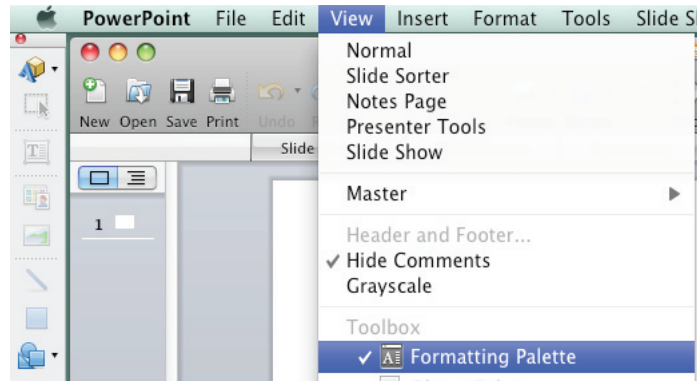 PowerPoint File Edit View Insert Format Tools Slide S
New Open Save Print Undo
Slide
1
Normal
Slide Sorter
Notes Page
Presenter Tools
Slide Show
Master
Header and Footer...
Hide Comments
Grayscale
Toolbox
Formatting Palette